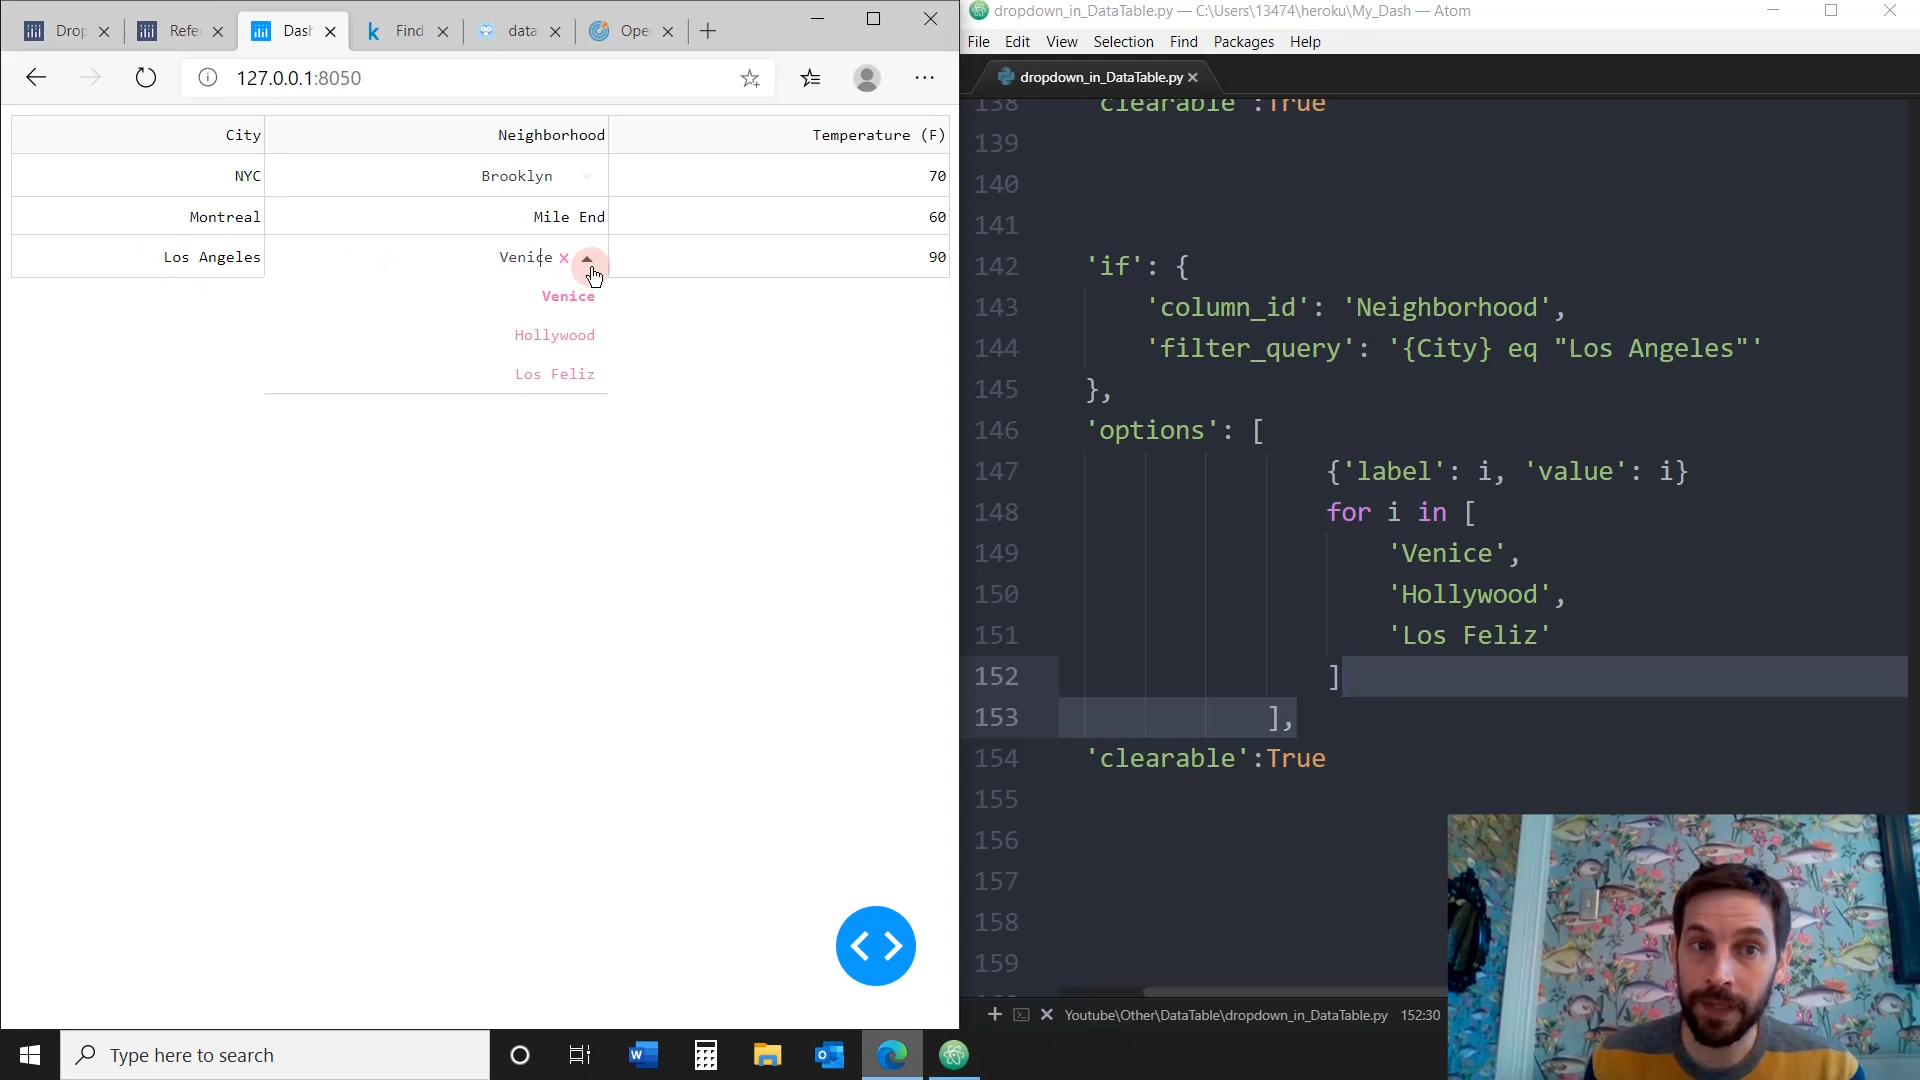 Drop
Refe
Dash
Find
data
Ope
127.0.0.1:8050
City Neighborhood Temperature (F)
NYC Brooklyn 70
Montreal Mile End 60
Los Angeles Venice 90
Venice
Hollywood
Los Feliz
Type here to search
dropdown_in_DataTable.py — C:\Users\13474\heroku\My_Dash — Atom
File Edit View Selection Find Packages Help
dropdown_in_DataTable.py
138 'clearable':True
139
140
141
142 'if': {
143 'column_id': 'Neighborhood',
144 'filter_query': '{City} eq "Los Angeles"'
145 },
146 'options': [
147 {'label': i, 'value': i}
148 for i in [
149 'Venice',
150 'Hollywood',
151 'Los Feliz'
152 ]
153 ],
154 'clearable':True
155
156
157
158
159
Youtube\Other\DataTable\dropdown_in_DataTable.py 152:30